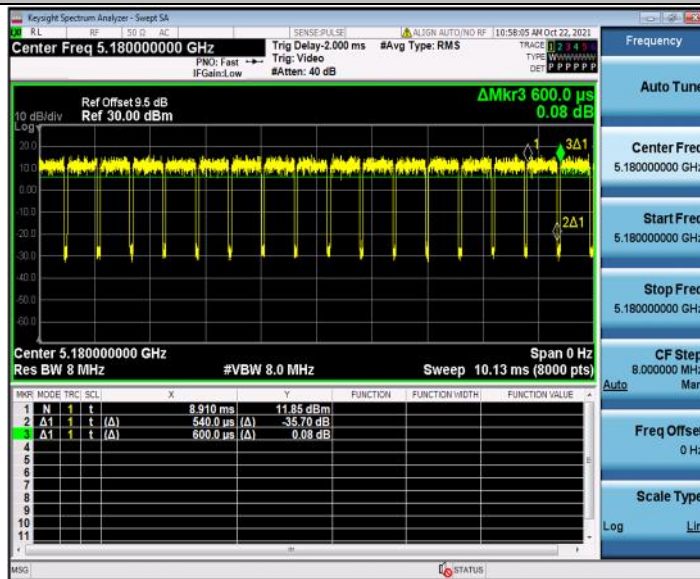 Keysight Spectrum Analyzer - Swept SA
RL RF 50 Ω AC SENSE:PULSE ALIGN AUTO/NO RF 10:58:05 AM Oct 22, 2021
Center Freq 5.180000000 GHz
PNO: Fast
IFGain:Low
Trig Delay-2.000 ms
Trig: Video
#Atten: 40 dB
#Avg Type: RMS
TRACE 1 2 3 4 5 6
TYPE WWWWWW
DET P P P P P P
Frequency
Auto Tune
Center Freq
5.180000000 GHz
Start Freq
5.180000000 GHz
Stop Freq
5.180000000 GHz
CF Step
8.000000 MHz
Auto Man
Freq Offset
0 Hz
Scale Type
Log Lin
ΔMkr3 600.0 µs
0.08 dB
Ref Offset 9.5 dB
10 dB/div Ref 30.00 dBm
Log
20.0
10.0
0.00
-10.0
-20.0
-30.0
-40.0
-50.0
-60.0
1
3Δ1
2Δ1
Center 5.180000000 GHz Span 0 Hz
Res BW 8 MHz #VBW 8.0 MHz Sweep 10.13 ms (8000 pts)
MKR MODE TRC SCL X Y FUNCTION FUNCTION WIDTH FUNCTION VALUE
1 N 1 t 8.910 ms 11.85 dBm
2 Δ1 1 t (Δ) 540.0 µs (Δ) -35.70 dB
3 Δ1 1 t (Δ) 600.0 µs (Δ) 0.08 dB
4
5
6
7
8
9
10
11
MSG STATUS